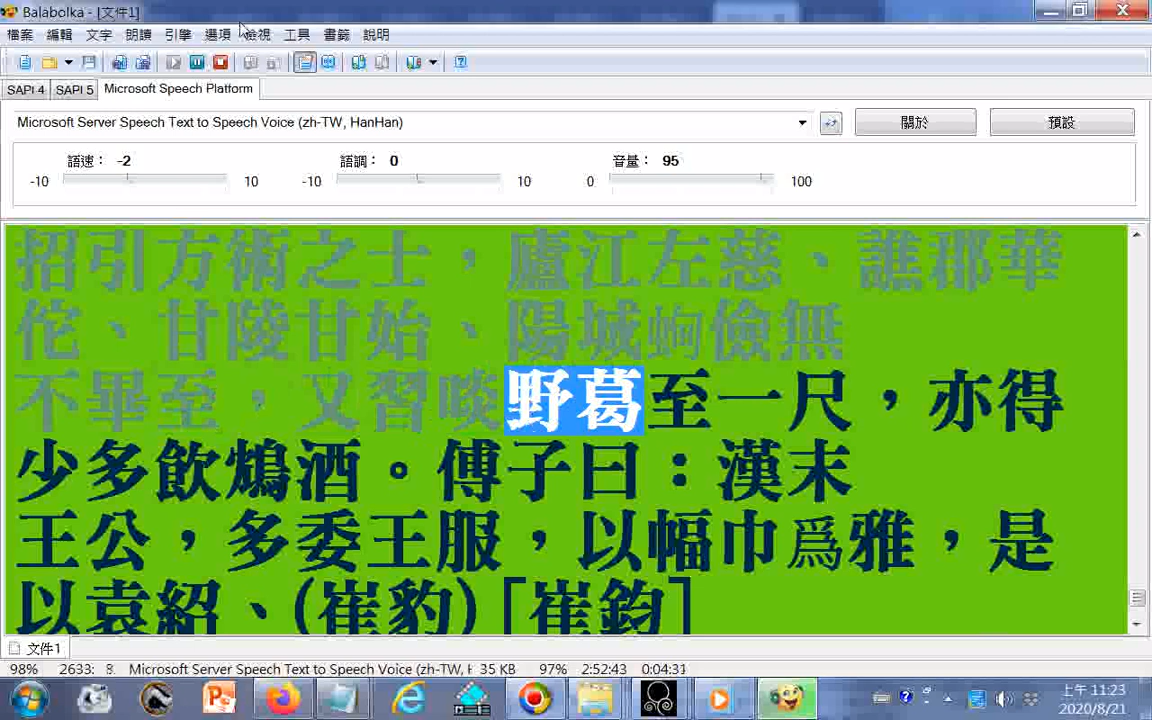 Balabolka - [文件1]
檔案 編輯 文字 朗讀 引擎 選項 檢視 工具 書籤 說明
SAPI 4 SAPI 5 Microsoft Speech Platform
Microsoft Server Speech Text to Speech Voice (zh-TW, HanHan) 關於 預設
語速： -2 語調： 0 音量： 95
-10 10 -10 10 0 100
招引方術之士，廬江左慈、譙郡華
佗、甘陵甘始、陽城郄儉無
不畢至，又習啖野葛至一尺，亦得
少多飲鴆酒。傅子曰：漢末
王公，多委王服，以幅巾爲雅，是
以袁紹、(崔豹)[崔鈞]
文件1
98% 2633: 8 Microsoft Server Speech Text to Speech Voice (zh-TW, H 35 KB 97% 2:52:43 0:04:31
上午 11:23
2020/8/21